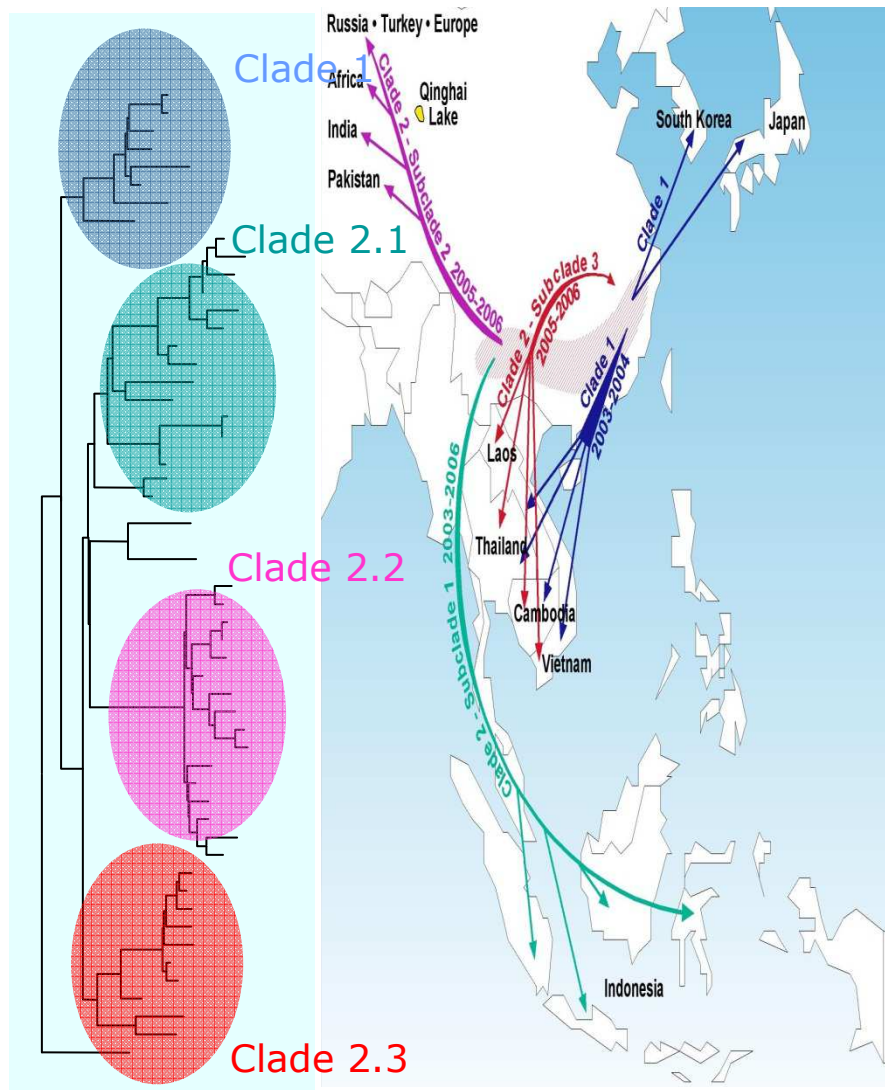 Clade 1
Clade 2.1
Clade 2.2
Clade 2.3
Russia • Turkey • Europe
Africa
Qinghai
Lake
India
Pakistan
South Korea
Japan
Clade 2 - Subclade 2 2005-2006
Clade 1
Clade 2 - Subclade 3
2005-2006
Clade 1
2003-2004
Laos
Thailand
Cambodia
Vietnam
Clade 2 - Subclade 1 2003-2006
Indonesia